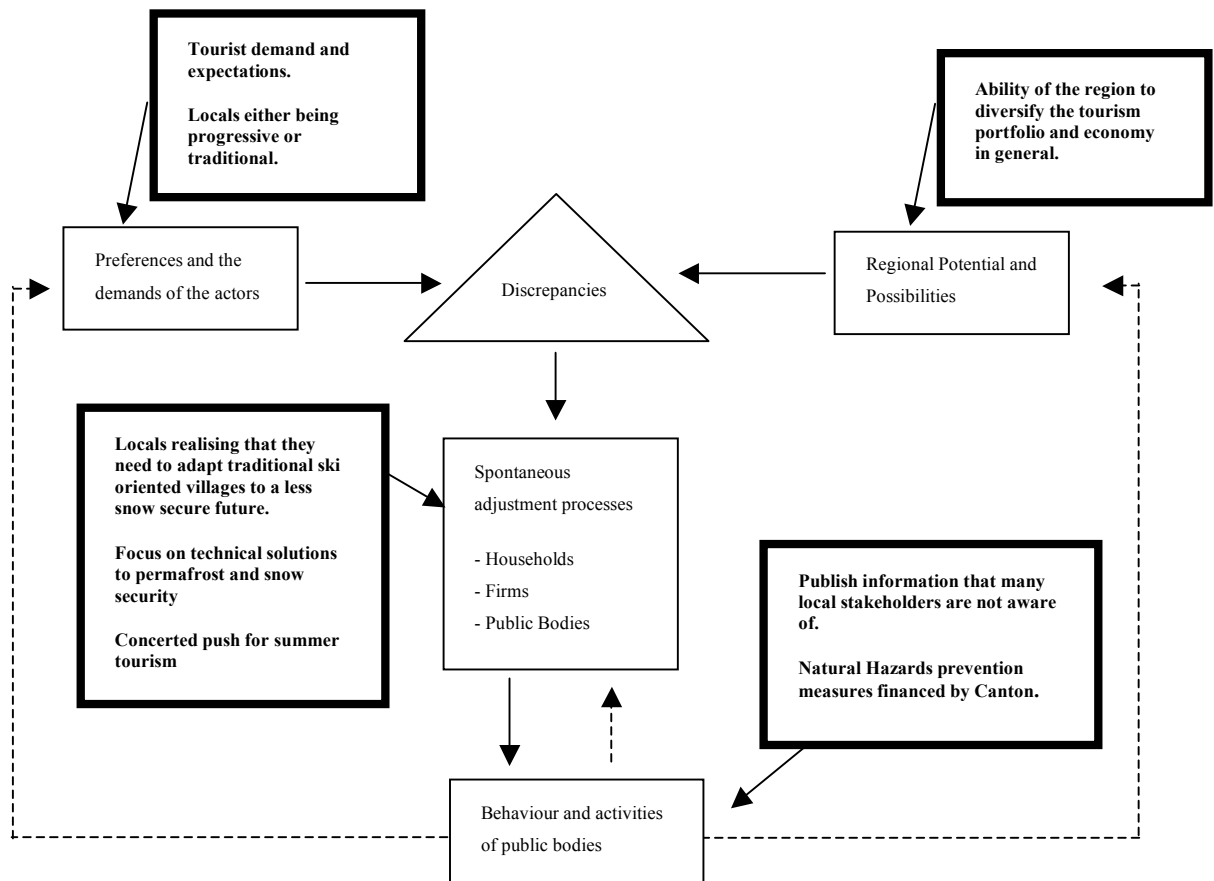 Tourist demand and
expectations.
Locals either being
progressive or
traditional.
Ability of the region to
diversify the tourism
portfolio and economy
in general.
Preferences and the
demands of the actors
Discrepancies
Regional Potential and
Possibilities
Locals realising that they
need to adapt traditional ski
oriented villages to a less
snow secure future.
Focus on technical solutions
to permafrost and snow
security
Concerted push for summer
tourism
Spontaneous
adjustment processes
- Households
- Firms
- Public Bodies
Publish information that many
local stakeholders are not aware
of.
Natural Hazards prevention
measures financed by Canton.
Behaviour and activities
of public bodies